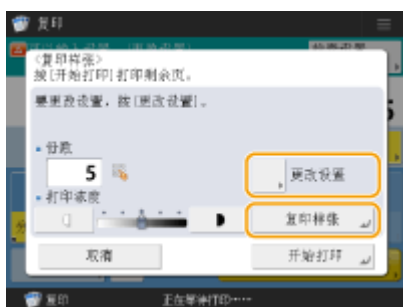 复印
<复印样张>
按[开始打印]打印剩余页。
要更改设置，按[更改设置]。
份数
5
更改设置
打印浓度
复印样张
取消
开始打印
复印
正在等待打印……